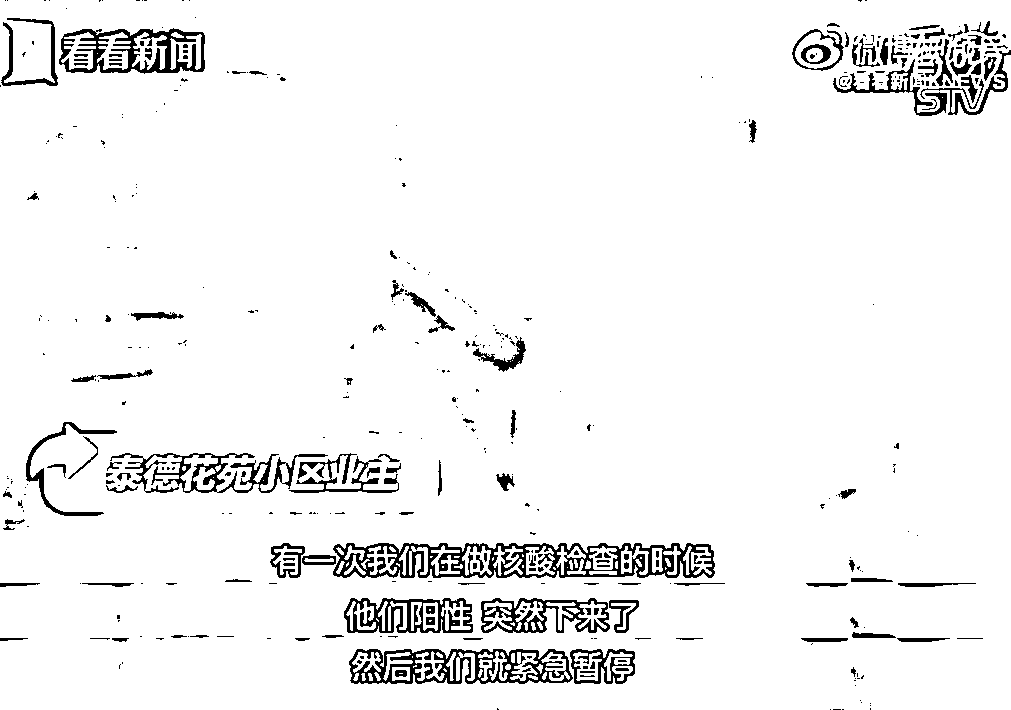 看看新闻
微博
@看看新闻KNEWS
STV
泰德花苑小区业主
有一次我们在做核酸检查的时候
他们阳性 突然下来了
然后我们就紧急暂停